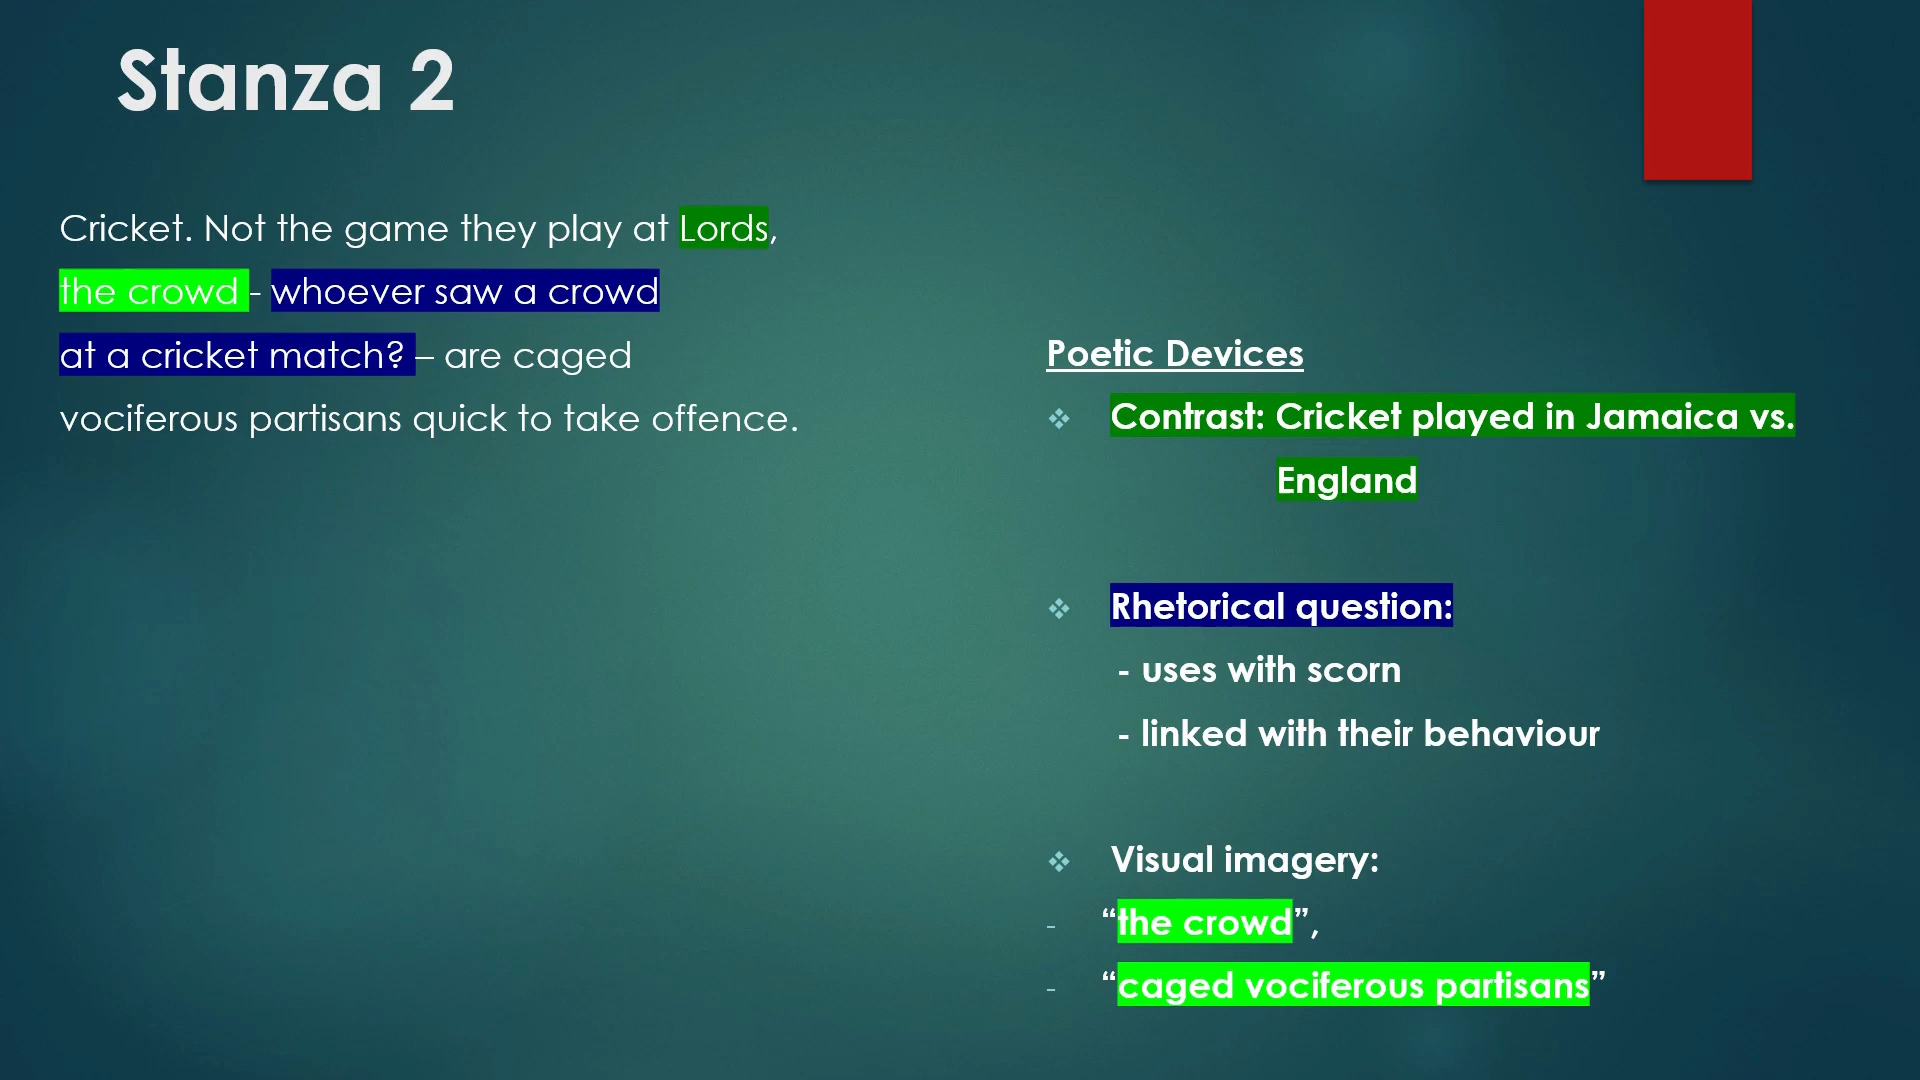 Stanza 2
Cricket. Not the game they play at Lords,
the crowd - whoever saw a crowd
at a cricket match? – are caged
vociferous partisans quick to take offence.
Poetic Devices
❖ Contrast: Cricket played in Jamaica vs.
England
❖ Rhetorical question:
- uses with scorn
- linked with their behaviour
❖ Visual imagery:
- “the crowd”,
- “caged vociferous partisans”